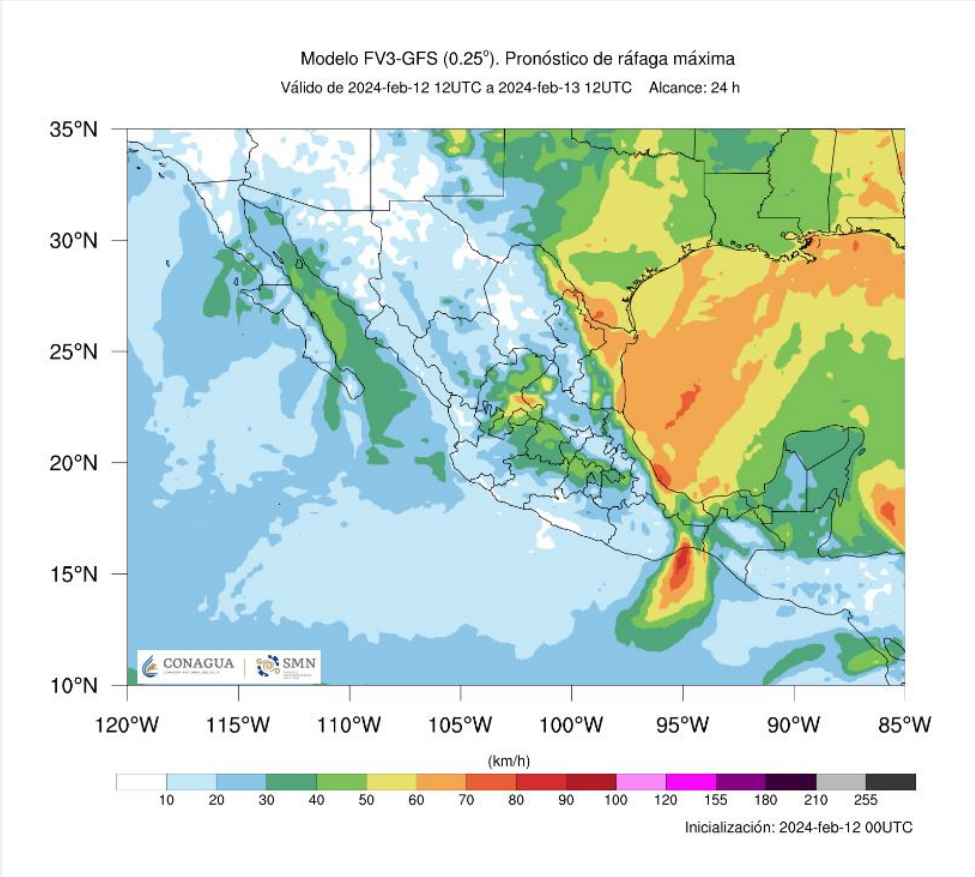 Modelo FV3-GFS (0.25°). Pronóstico de ráfaga máxima
Válido de 2024-feb-12 12UTC a 2024-feb-13 12UTC Alcance: 24 h
35°N
30°N
25°N
20°N
15°N
10°N
CONAGUA
SMN
120°W 115°W 110°W 105°W 100°W 95°W 90°W 85°W
(km/h)
10 20 30 40 50 60 70 80 90 100 120 155 180 210 255
Inicialización: 2024-feb-12 00UTC